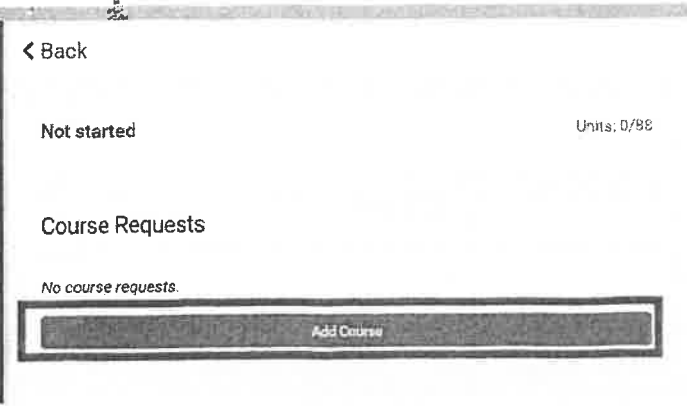 Back
Not started
Units: 0/88
Course Requests
No course requests.
Add Course